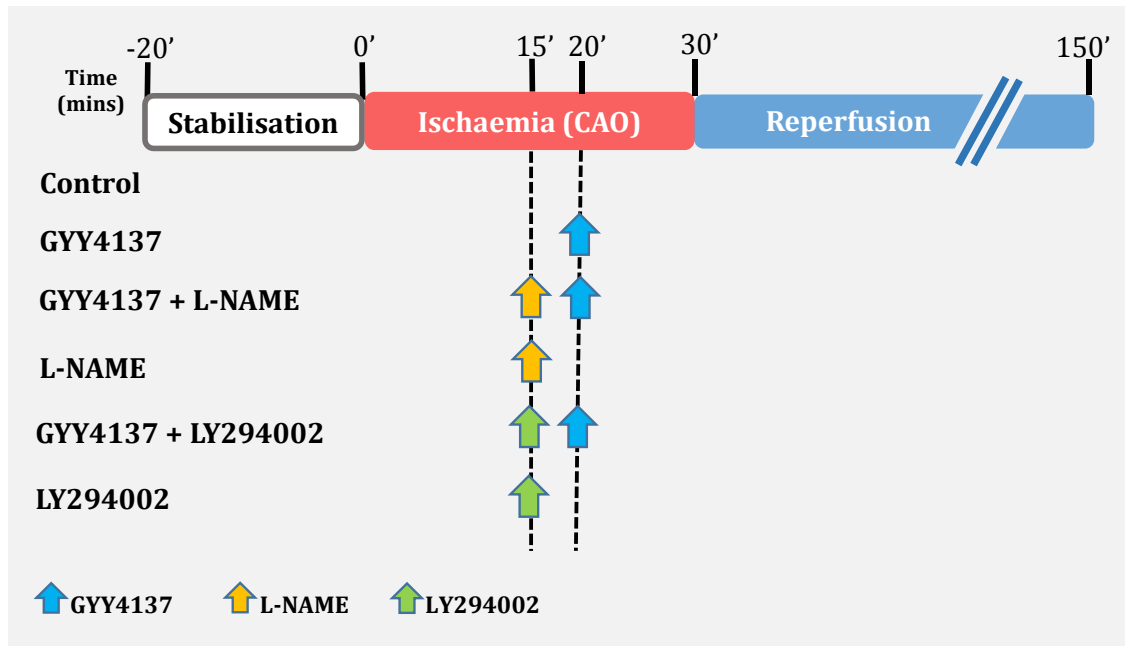 -20’ 0’ 15’ 20’ 30’ 150’
Time
(mins)
Stabilisation Ischaemia (CAO) Reperfusion
Control
GYY4137
GYY4137 + L-NAME
L-NAME
GYY4137 + LY294002
LY294002
GYY4137 L-NAME LY294002